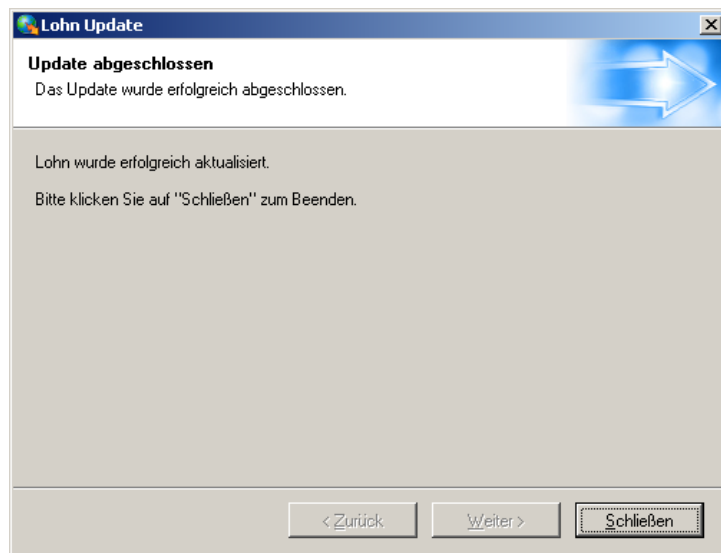 Lohn Update
Update abgeschlossen
Das Update wurde erfolgreich abgeschlossen.
Lohn wurde erfolgreich aktualisiert.
Bitte klicken Sie auf "Schließen" zum Beenden.
< Zurück
Weiter >
Schließen